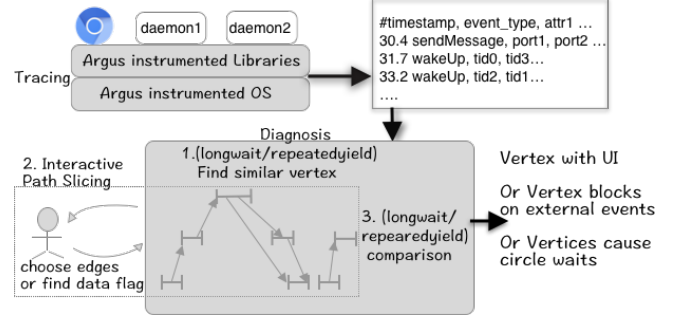 daemon1
daemon2
Argus instrumented Libraries
Tracing
Argus instrumented OS
#timestamp, event_type, attr1 ...
30.4 sendMessage, port1, port2 ...
31.7 wakeUp, tid0, tid3...
33.2 wakeUp, tid2, tid1...
....
Diagnosis
1.(longwait/repeatedyield)
Find similar vertex
2. Interactive
Path Slicing
choose edges
or find data flag
3. (longwait/
repearedyield)
comparison
Vertex with UI
Or Vertex blocks
on external events
Or Vertices cause
circle waits